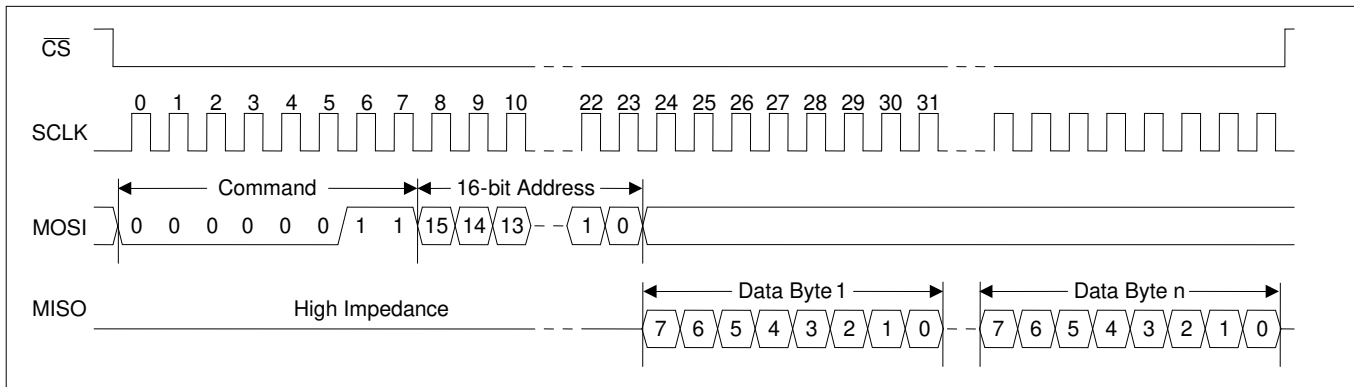 CS
0 1 2 3 4 5 6 7 8 9 10 22 23 24 25 26 27 28 29 30 31
SCLK
Command 16-bit Address
MOSI 0 0 0 0 0 0 1 1 15 14 13 1 0
Data Byte 1 Data Byte n
MISO High Impedance
7 6 5 4 3 2 1 0 7 6 5 4 3 2 1 0